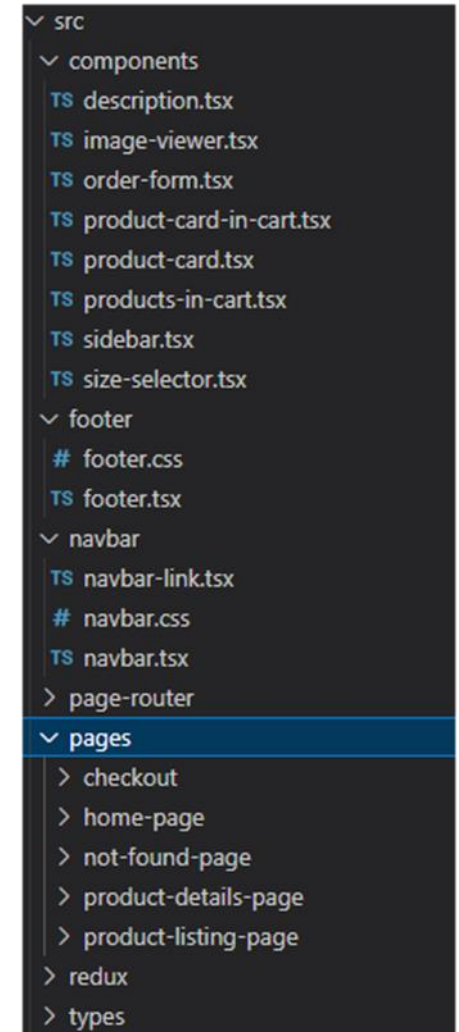 src
components
TS description.tsx
TS image-viewer.tsx
TS order-form.tsx
TS product-card-in-cart.tsx
TS product-card.tsx
TS products-in-cart.tsx
TS sidebar.tsx
TS size-selector.tsx
footer
# footer.css
TS footer.tsx
navbar
TS navbar-link.tsx
# navbar.css
TS navbar.tsx
page-router
pages
checkout
home-page
not-found-page
product-details-page
product-listing-page
redux
types